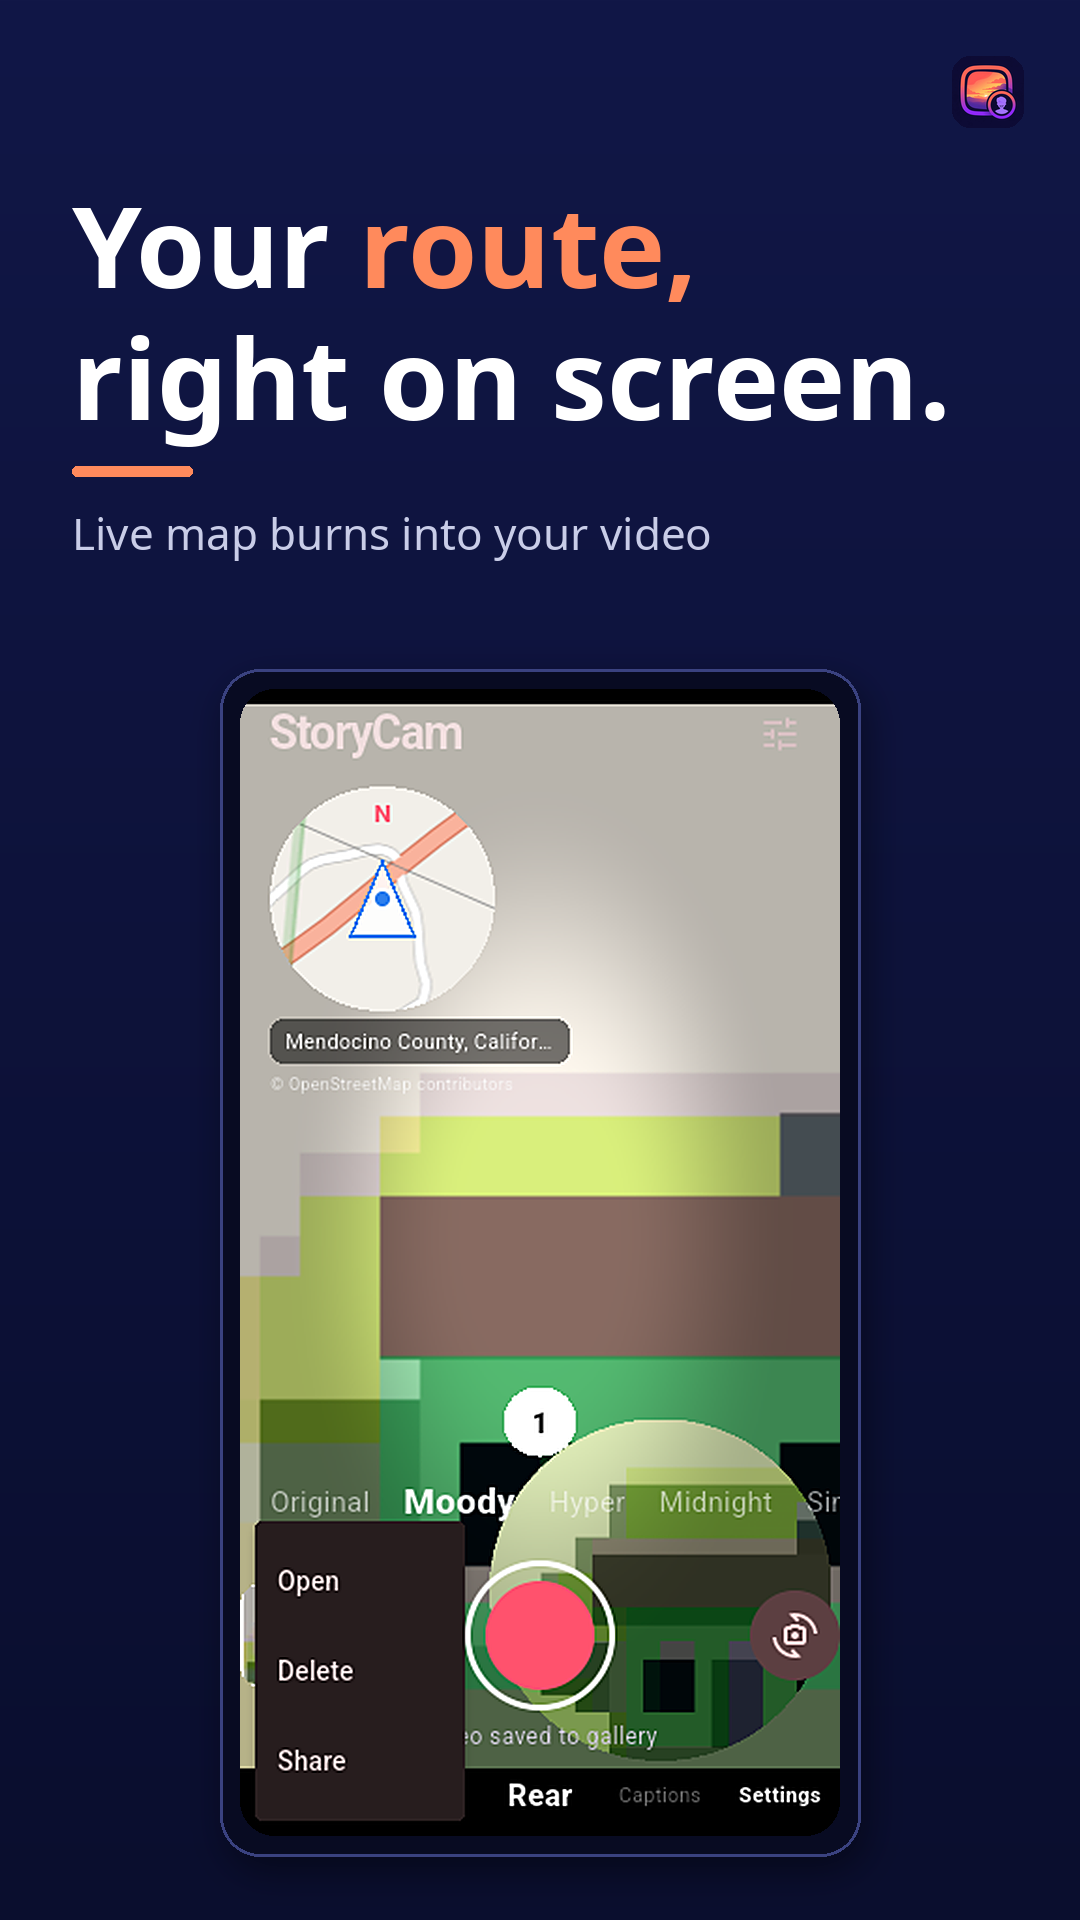 Your route,
right on screen.
Live map burns into your video
StoryCam
N
Mendocino County, Califor...
© OpenStreetMap contributors
1
Original Moody Hyper Midnight
Open
Delete
Share
saved to gallery
Rear Captions Settings